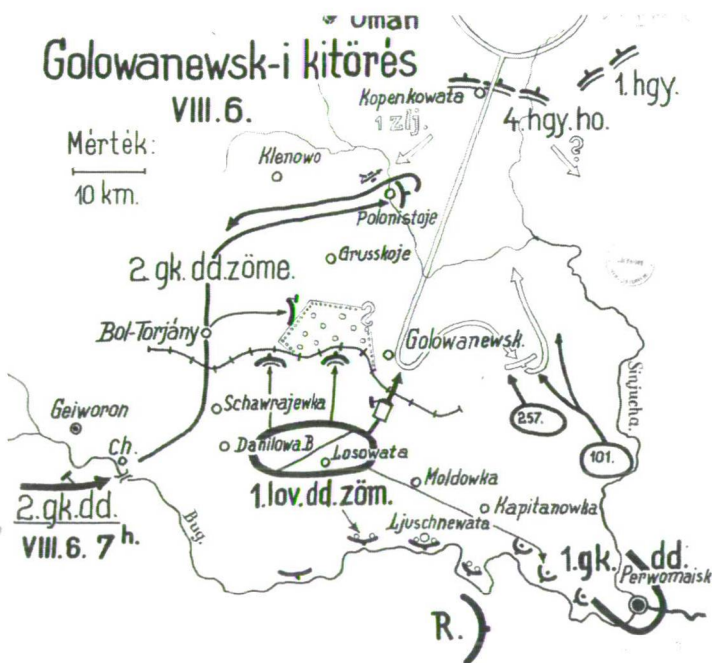 Uman
Golowanewsk-i kitörés
VIII.6.
Mérték:
10 km.
Kopenkowata
1.hgy.
4.hgy.ho.
1 zlj.
?
Klenowo
Polonistoje
2.gk.dd.zöme.
Grusskoje
?
Bol-Torjány
Golowanewsk.
Sinjucha.
Schawrajewka
Geiworon
Ch.
Danilowa.B
Losowata
257.
101.
2.gk.dd.
VIII.6. 7h.
1.lov.dd.zöm.
Moldowka
Kapitanowka
Bug.
Ljuschnewata
1.gk. dd.
Perwomaisk
R.